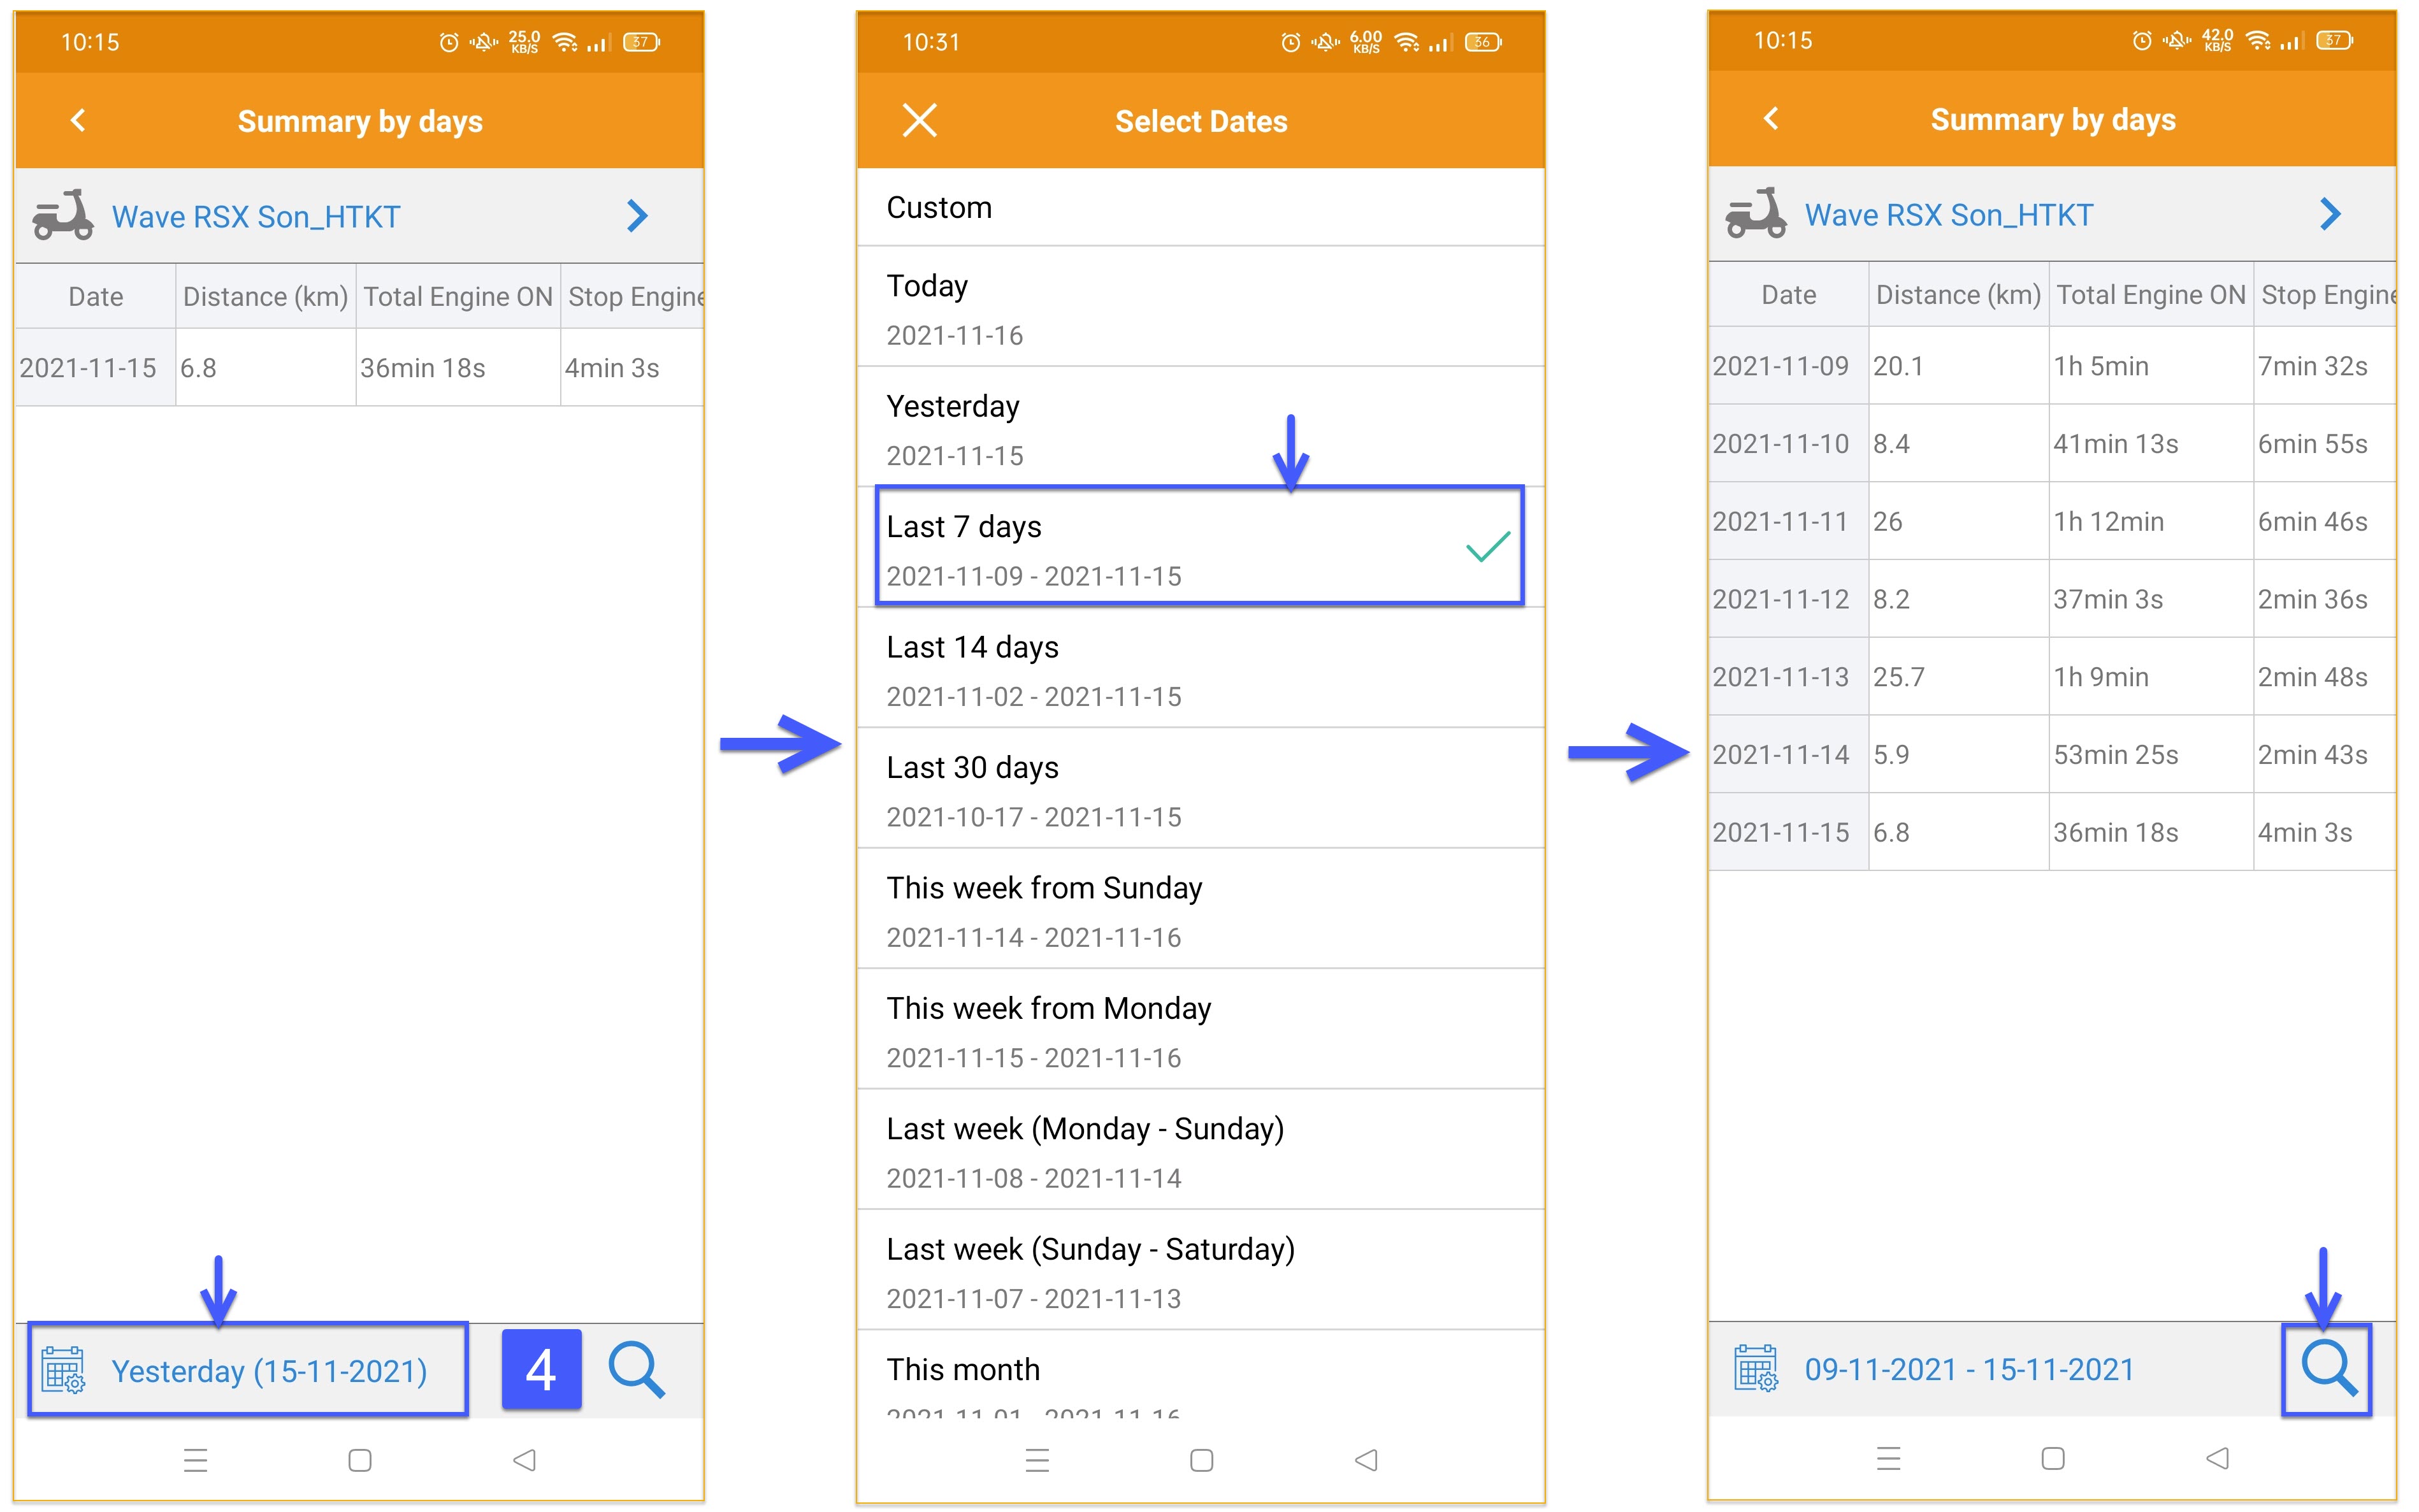 10:15
25.0
KB/S
37
Summary by days
Wave RSX Son_HTKT
Date Distance (km) Total Engine ON Stop Engine
2021-11-15 6.8 36min 18s 4min 3s
Yesterday (15-11-2021)
4
10:31
6.00
KB/S
36
Select Dates
Custom
Today
2021-11-16
Yesterday
2021-11-15
Last 7 days
2021-11-09 - 2021-11-15
Last 14 days
2021-11-02 - 2021-11-15
Last 30 days
2021-10-17 - 2021-11-15
This week from Sunday
2021-11-14 - 2021-11-16
This week from Monday
2021-11-15 - 2021-11-16
Last week (Monday - Sunday)
2021-11-08 - 2021-11-14
Last week (Sunday - Saturday)
2021-11-07 - 2021-11-13
This month
2021-11-01 - 2021-11-16
10:15
42.0
KB/S
37
Summary by days
Wave RSX Son_HTKT
Date Distance (km) Total Engine ON Stop Engine
2021-11-09 20.1 1h 5min 7min 32s
2021-11-10 8.4 41min 13s 6min 55s
2021-11-11 26 1h 12min 6min 46s
2021-11-12 8.2 37min 3s 2min 36s
2021-11-13 25.7 1h 9min 2min 48s
2021-11-14 5.9 53min 25s 2min 43s
2021-11-15 6.8 36min 18s 4min 3s
09-11-2021 - 15-11-2021